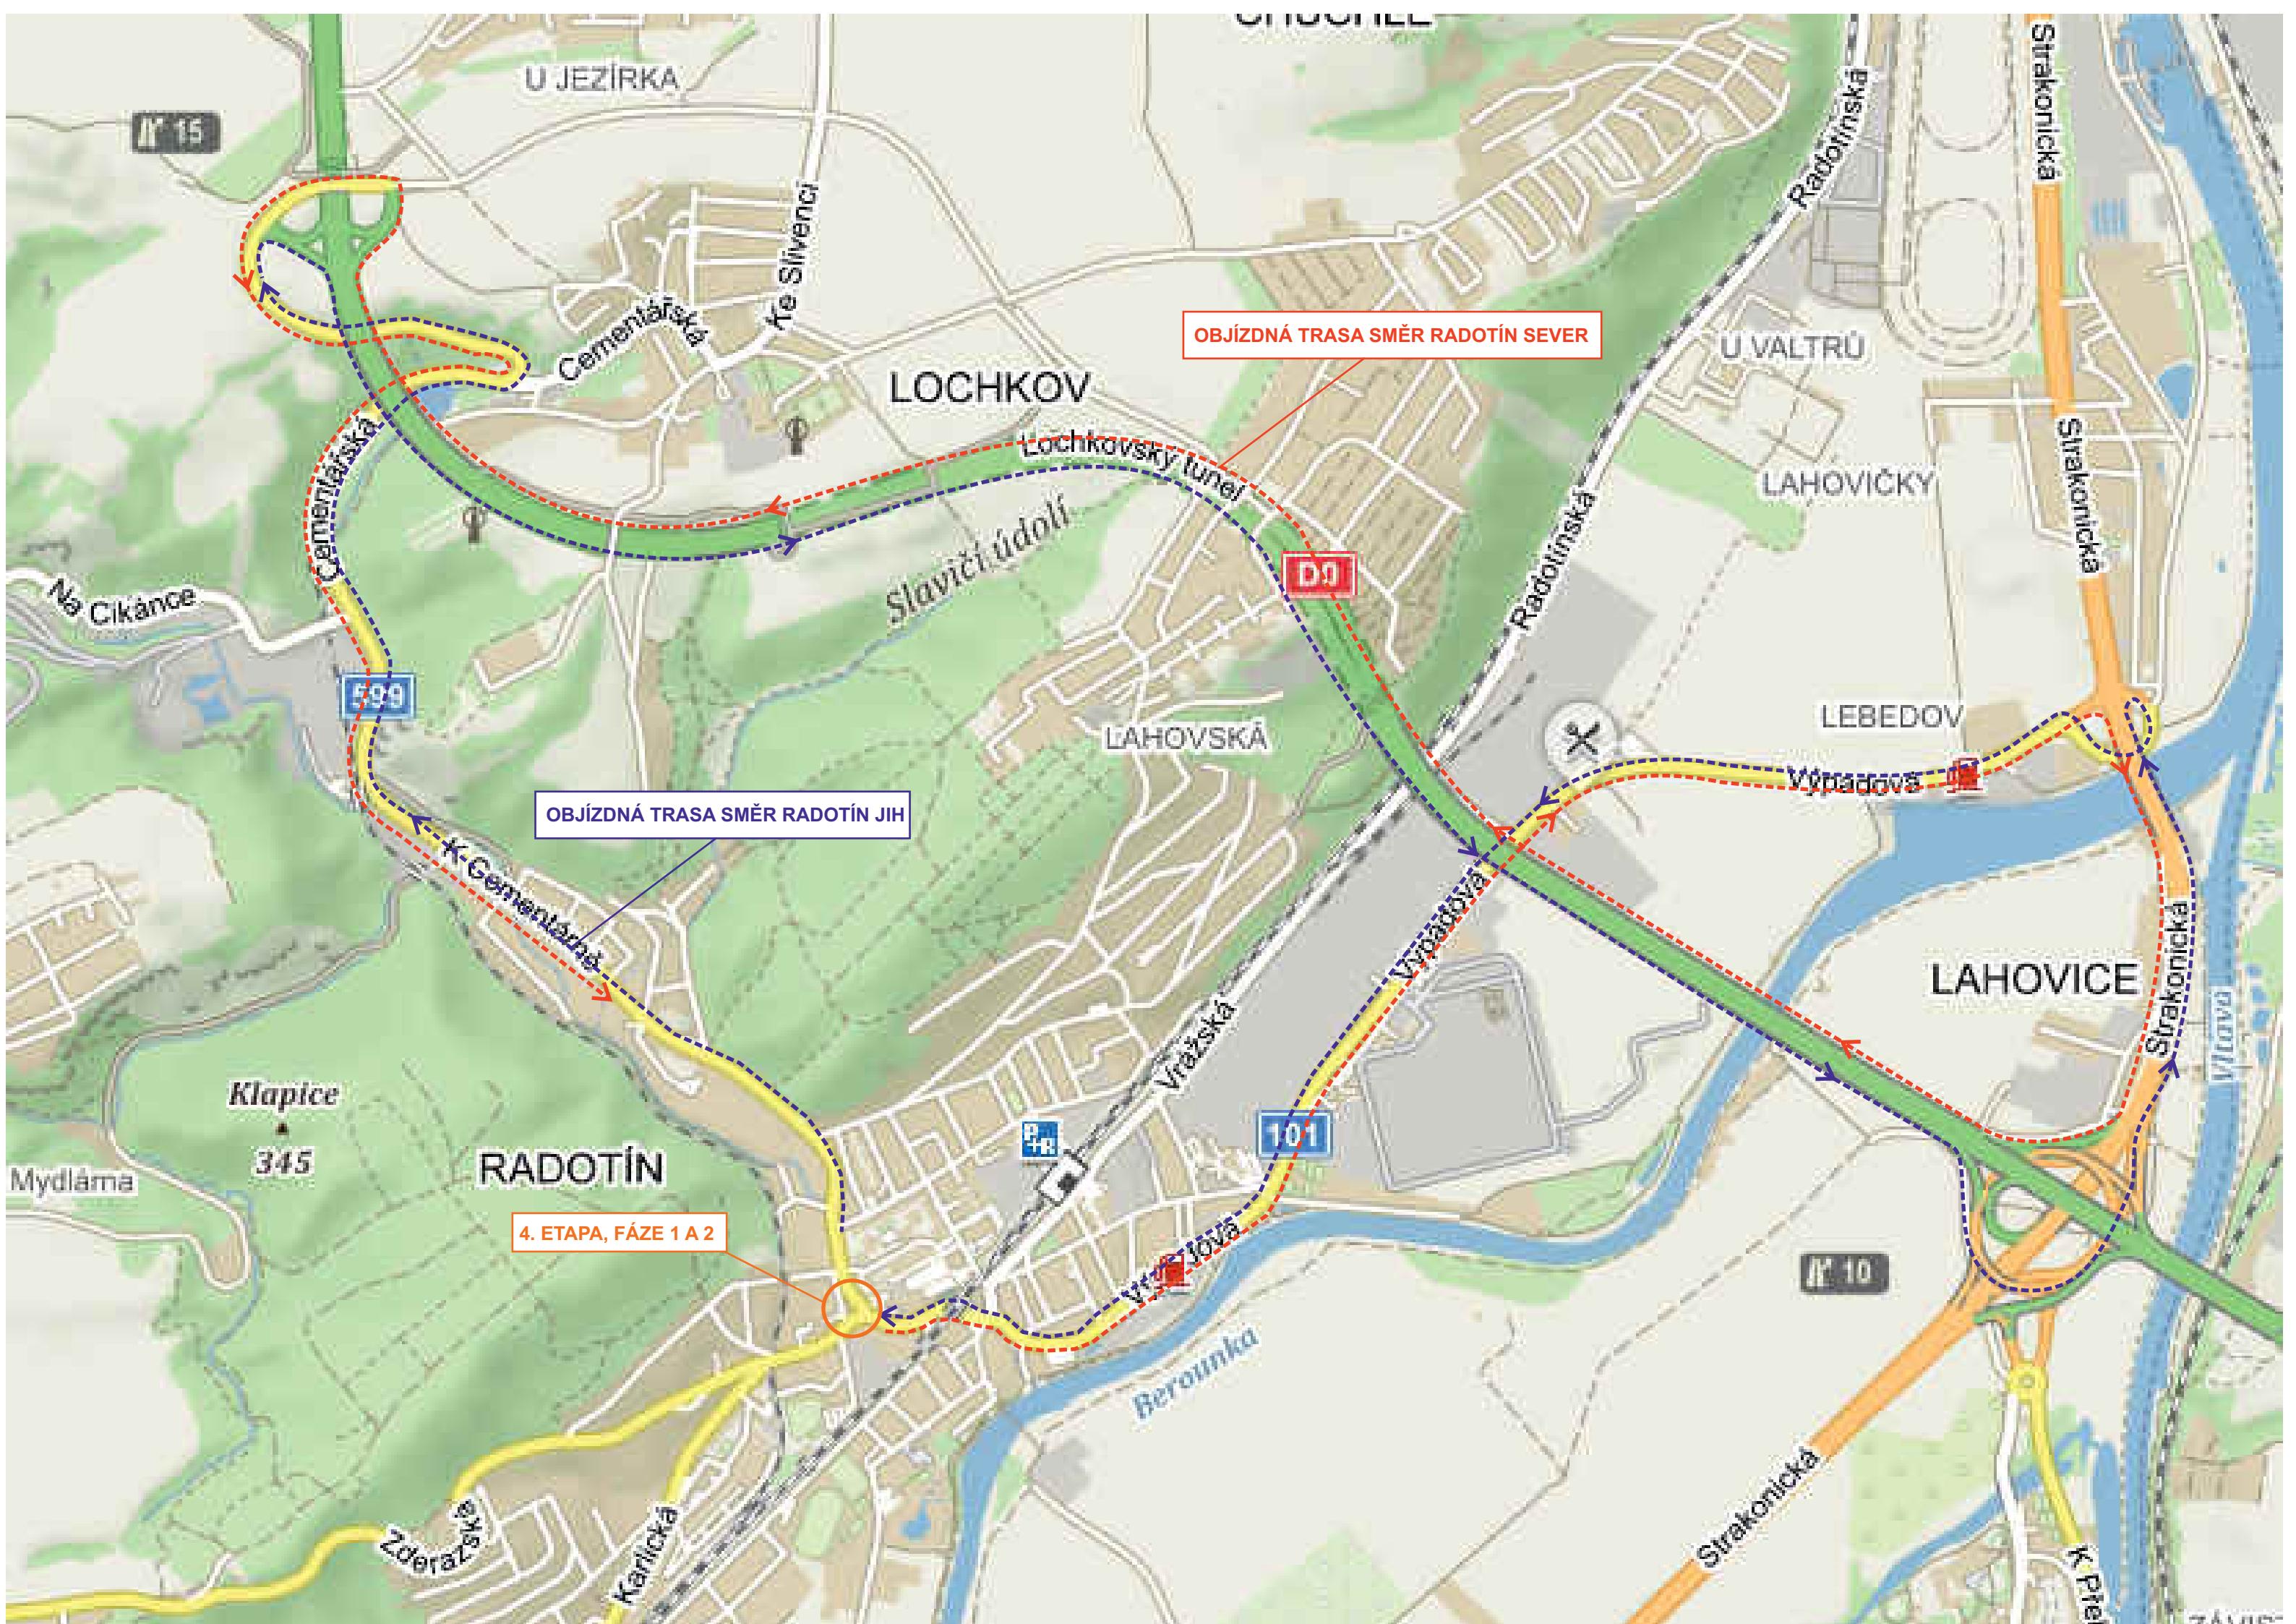 U JEZÍRKA
15
Ke Slivenci
Radotínská
Strakonická
Cementářská
OBJÍZDNÁ TRASA SMĚR RADOTÍN SEVER
U VALTRŮ
LOCHKOV
Lochkovský tunel
LAHOVIČKY
Strakonická
Cementářská
Slavičí údolí
Radotínská
D0
Na Cikánce
599
LAHOVSKÁ
LEBEDOV
Výpadová
OBJÍZDNÁ TRASA SMĚR RADOTÍN JIH
K Cementárně
Výpadová
LAHOVICE
Strakonická
Vltava
Vrážská
Klapice
345
P+R
101
RADOTÍN
Mydlárna
4. ETAPA, FÁZE 1 A 2
10
Berounka
Strakonická
Zderazská
Karlická